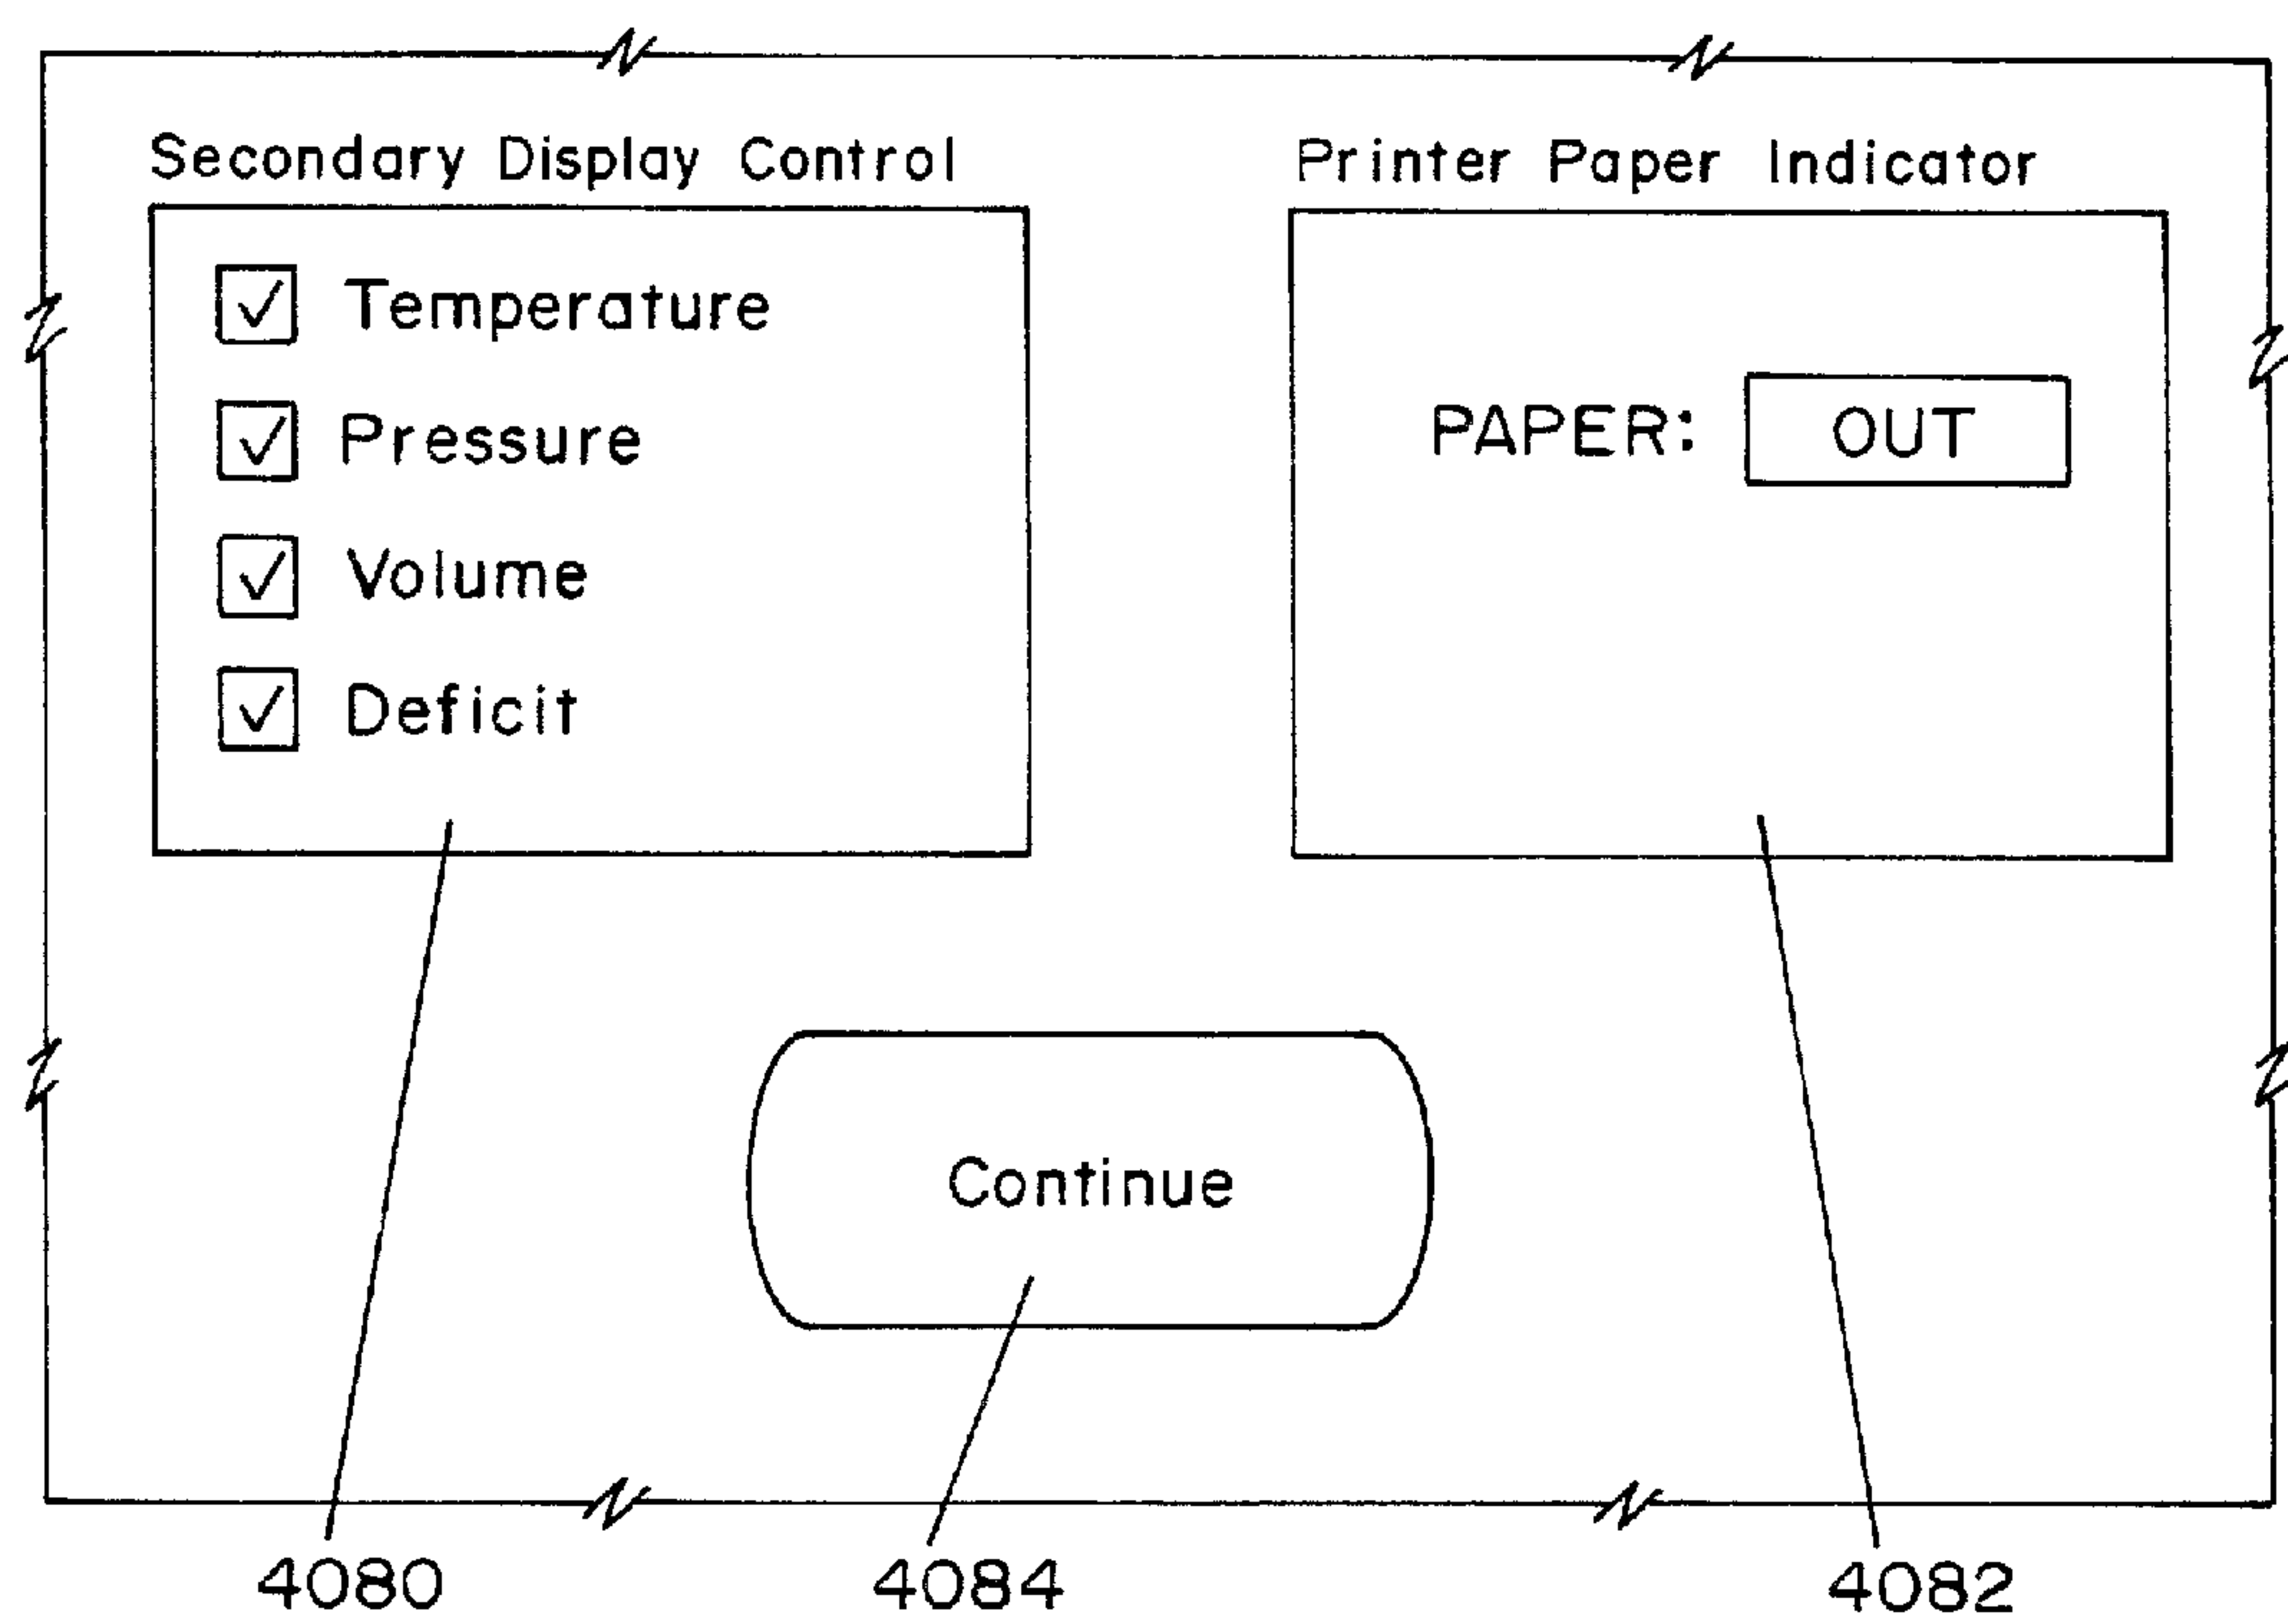 Secondary Display Control
Temperature
Pressure
Volume
Deficit
Printer Paper Indicator
PAPER: OUT
Continue
4080
4084
4082